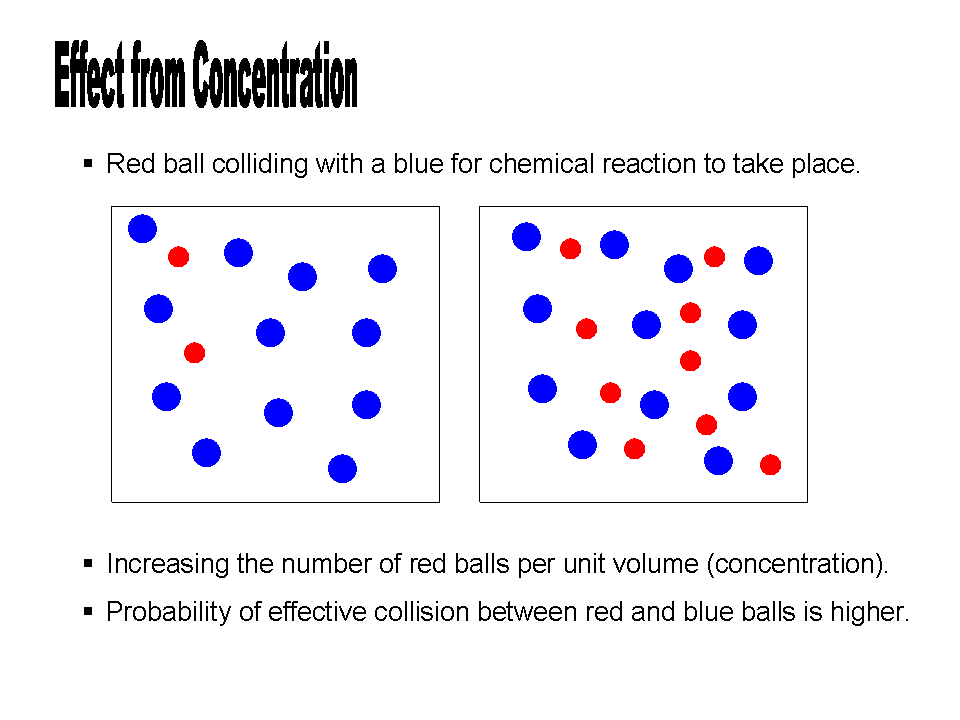 Effect from Concentration
▪ Red ball colliding with a blue for chemical reaction to take place.
▪ Increasing the number of red balls per unit volume (concentration).
▪ Probability of effective collision between red and blue balls is higher.